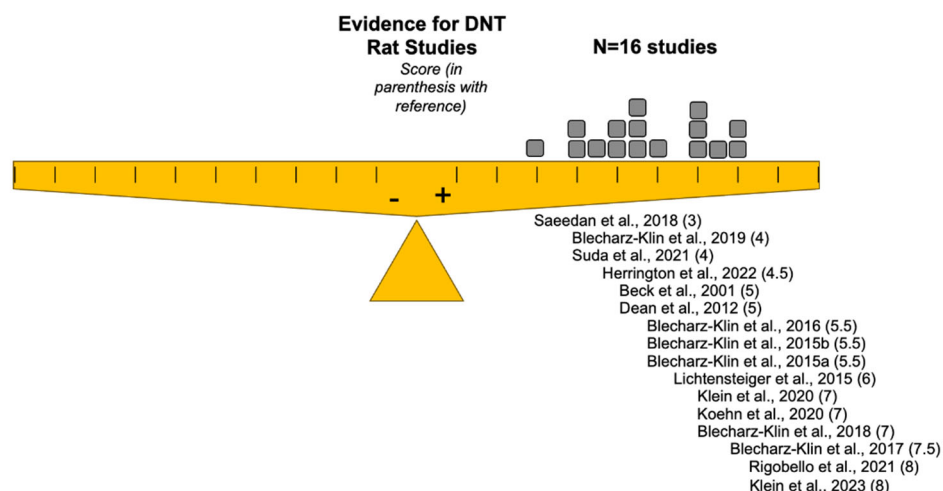 Evidence for DNT
Rat Studies
Score (in
parenthesis with
reference)
N=16 studies
- +
Saeedan et al., 2018 (3)
Blecharz-Klin et al., 2019 (4)
Suda et al., 2021 (4)
Herrington et al., 2022 (4.5)
Beck et al., 2001 (5)
Dean et al., 2012 (5)
Blecharz-Klin et al., 2016 (5.5)
Blecharz-Klin et al., 2015b (5.5)
Blecharz-Klin et al., 2015a (5.5)
Lichtensteiger et al., 2015 (6)
Klein et al., 2020 (7)
Koehn et al., 2020 (7)
Blecharz-Klin et al., 2018 (7)
Blecharz-Klin et al., 2017 (7.5)
Rigobello et al., 2021 (8)
Klein et al., 2023 (8)